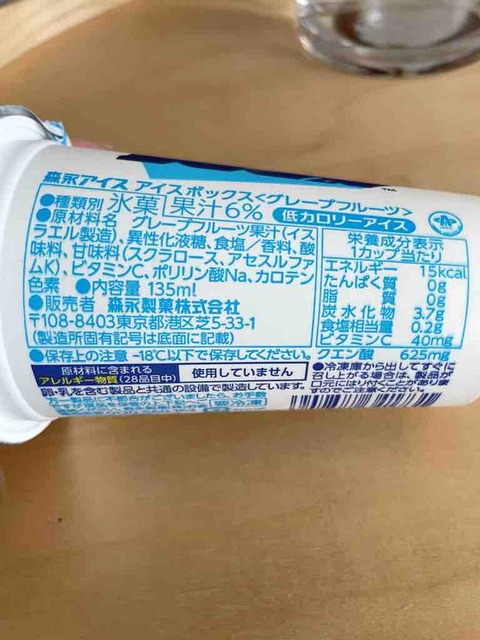 森永アイス アイスボックス<グレープフルーツ>
●種類別 氷菓 果汁6% 低カロリーアイス
●原材料名 グレープフルーツ果汁(イス
ラエル製造)、異性化液糖、食塩/香料、酸
味料、甘味料(スクラロース、アセスルファ
ムK)、ビタミンC、ポリリン酸Na、カロテン
色素 ●内容量 135ml
●販売者 森永製菓株式会社
〒108-8403東京都港区芝5-33-1
(製造所固有記号は底面に記載)
●保存上の注意 -18℃以下で保存してください。
原材料に含まれる
アレルギー物質(28品目中) 使用していません
卵・乳を含む製品と共通の設備で製造しています。
栄養成分表示
1カップ当たり
エネルギー 15kcal
たんぱく質 0g
脂質 0g
炭水化物 3.7g
食塩相当量 0.2g
ビタミンC 40mg
クエン酸 625mg
●冷凍庫から出してすぐに
召し上がる場合は、製品が
口元にはり付くことがあり
ますのでご注意ください。
TM